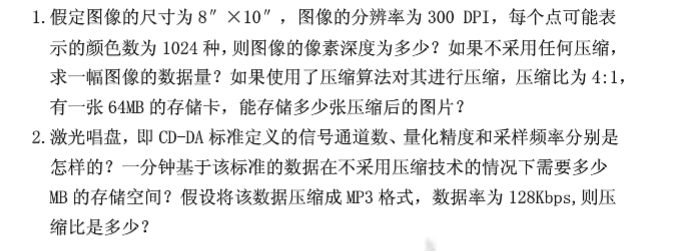 1. 假定图像的尺寸为 8″ ×10″ ，图像的分辨率为 300 DPI，每个点可能表
示的颜色数为 1024 种，则图像的像素深度为多少？如果不采用任何压缩，
求一幅图像的数据量？如果使用了压缩算法对其进行压缩，压缩比为 4:1，
有一张 64MB 的存储卡，能存储多少张压缩后的图片？
2. 激光唱盘，即 CD-DA 标准定义的信号通道数、量化精度和采样频率分别是
怎样的？一分钟基于该标准的数据在不采用压缩技术的情况下需要多少
MB 的存储空间？假设将该数据压缩成 MP3 格式，数据率为 128Kbps,则压
缩比是多少？